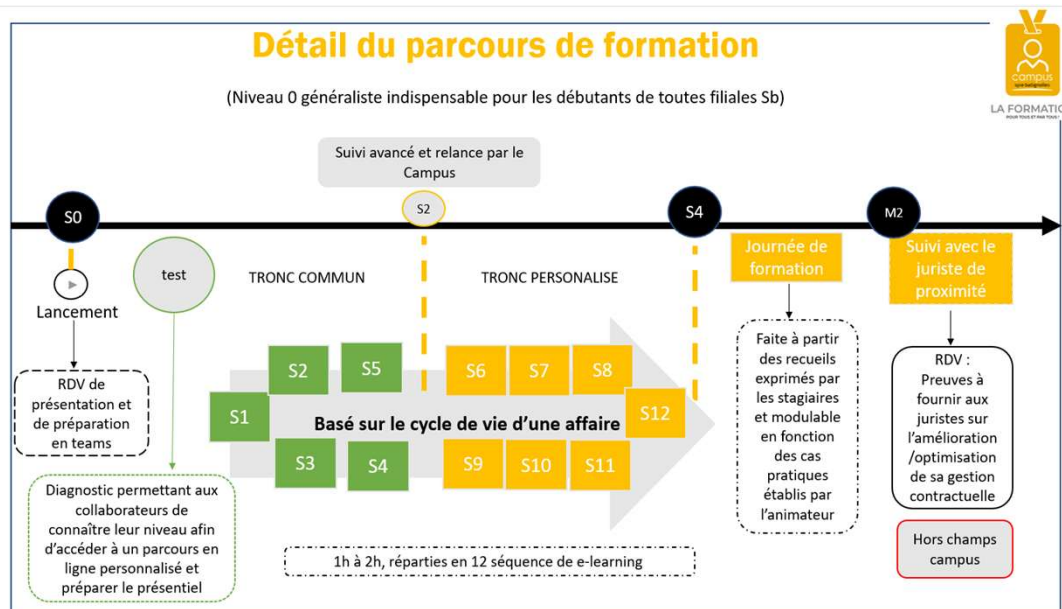 Détail du parcours de formation
(Niveau 0 généraliste indispensable pour les débutants de toutes filiales Sb)
campus
LA FORMATIO
POUR TOUS ET PAR TOUS !
Suivi avancé et relance par le
Campus
S0
S2
S4
M2
test
Lancement
TRONC COMMUN
TRONC PERSONALISE
Journée de
formation
Suivi avec le
juriste de
proximité
RDV de
présentation et
de préparation
en teams
Diagnostic permettant aux
collaborateurs de
connaître leur niveau afin
d’accéder à un parcours en
ligne personnalisé et
préparer le présentiel
S1
S2
S5
S3
S4
Basé sur le cycle de vie d’une affaire
S6
S7
S8
S12
S9
S10
S11
1h à 2h, réparties en 12 séquence de e-learning
Faite à partir
des recueils
exprimés par
les stagiaires
et modulable
en fonction
des cas
pratiques
établis par
l’animateur
RDV :
Preuves à
fournir aux
juristes sur
l’amélioration
/optimisation
de sa gestion
contractuelle
Hors champs
campus